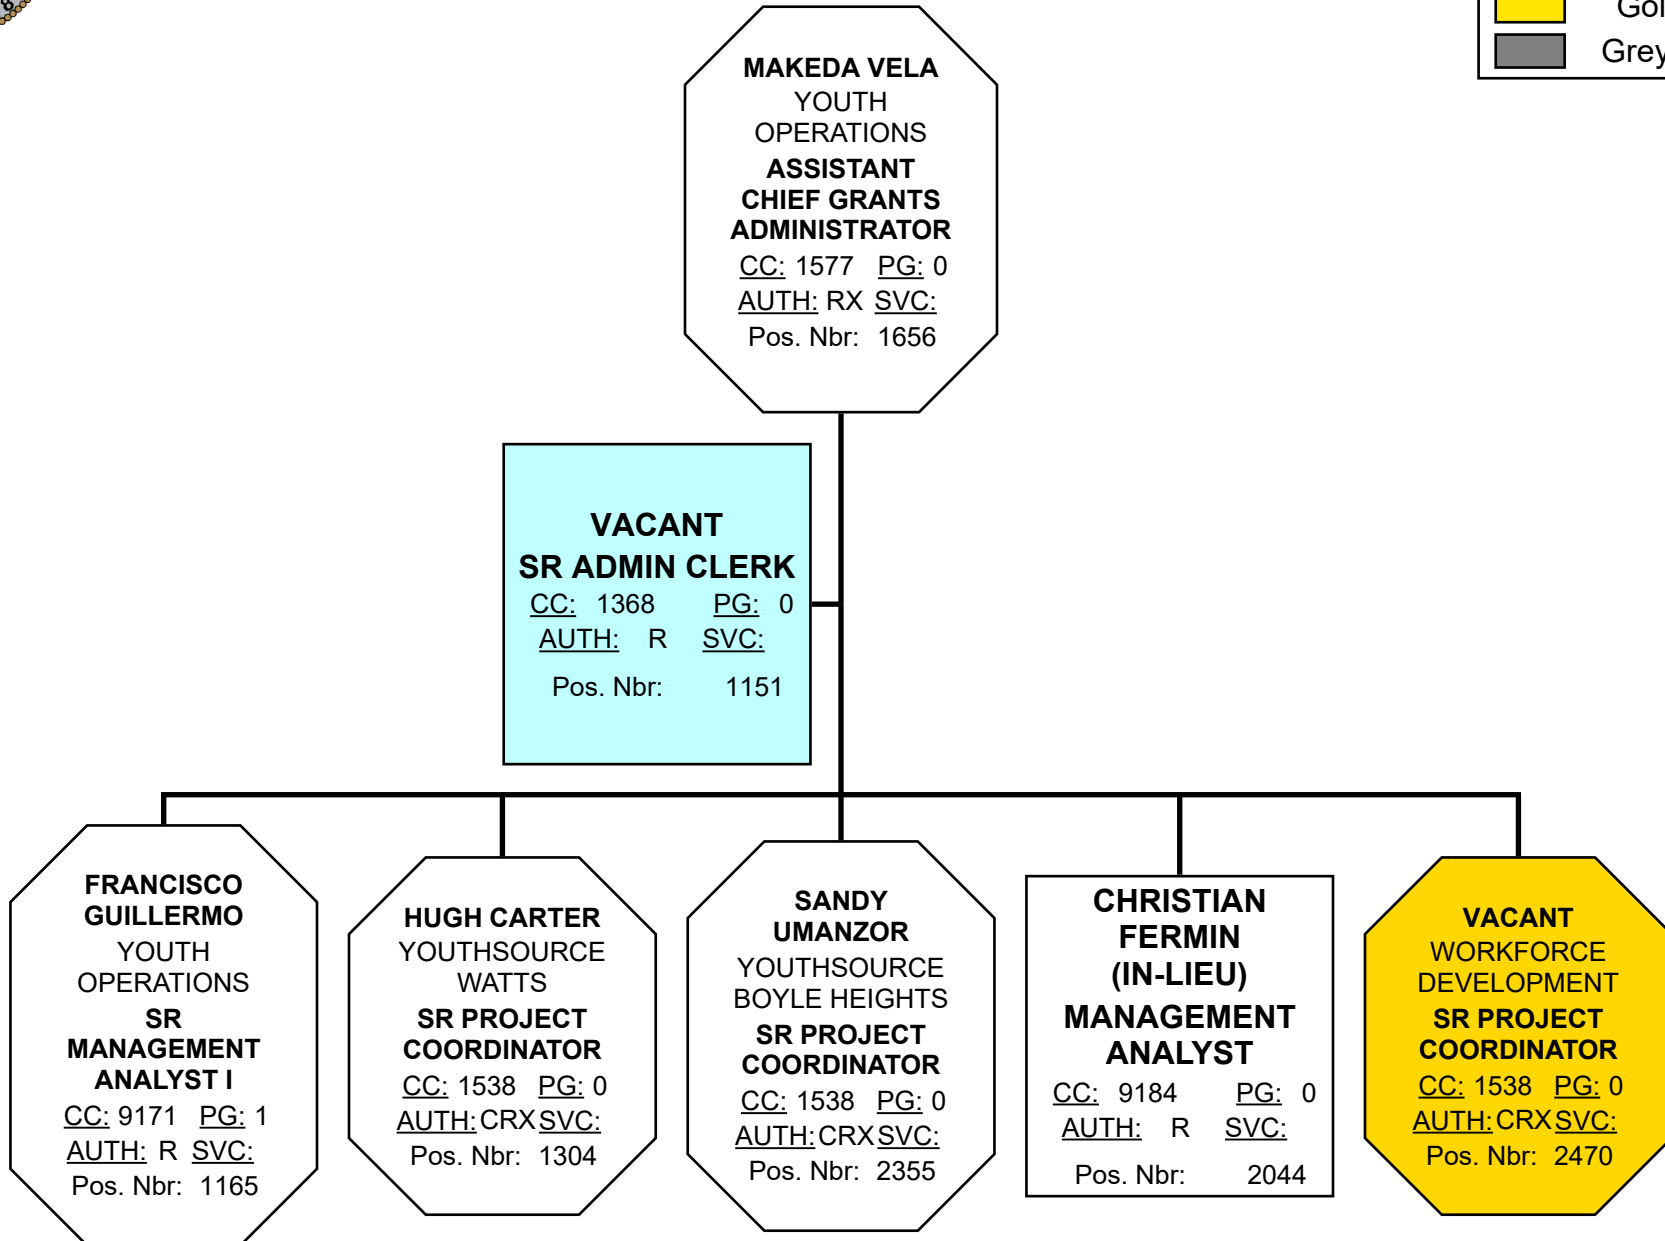 8
Grey
MAKEDA VELA
YOUTH
OPERATIONS
ASSISTANT
CHIEF GRANTS
ADMINISTRATOR
CC: 1577 PG: 0
AUTH: RX SVC:
Pos. Nbr: 1656
VACANT
SR ADMIN CLERK
CC: 1368 PG: 0
AUTH: R SVC:
Pos. Nbr: 1151
FRANCISCO
GUILLERMO
YOUTH
OPERATIONS
SR
MANAGEMENT
ANALYST I
CC: 9171 PG: 1
AUTH: R SVC:
Pos. Nbr: 1165
HUGH CARTER
YOUTHSOURCE
WATTS
SR PROJECT
COORDINATOR
CC: 1538 PG: 0
AUTH: CRX SVC:
Pos. Nbr: 1304
SANDY
UMANZOR
YOUTHSOURCE
BOYLE HEIGHTS
SR PROJECT
COORDINATOR
CC: 1538 PG: 0
AUTH: CRX SVC:
Pos. Nbr: 2355
CHRISTIAN
FERMIN
(IN-LIEU)
MANAGEMENT
ANALYST
CC: 9184 PG: 0
AUTH: R SVC:
Pos. Nbr: 2044
VACANT
WORKFORCE
DEVELOPMENT
SR PROJECT
COORDINATOR
CC: 1538 PG: 0
AUTH: CRX SVC:
Pos. Nbr: 2470